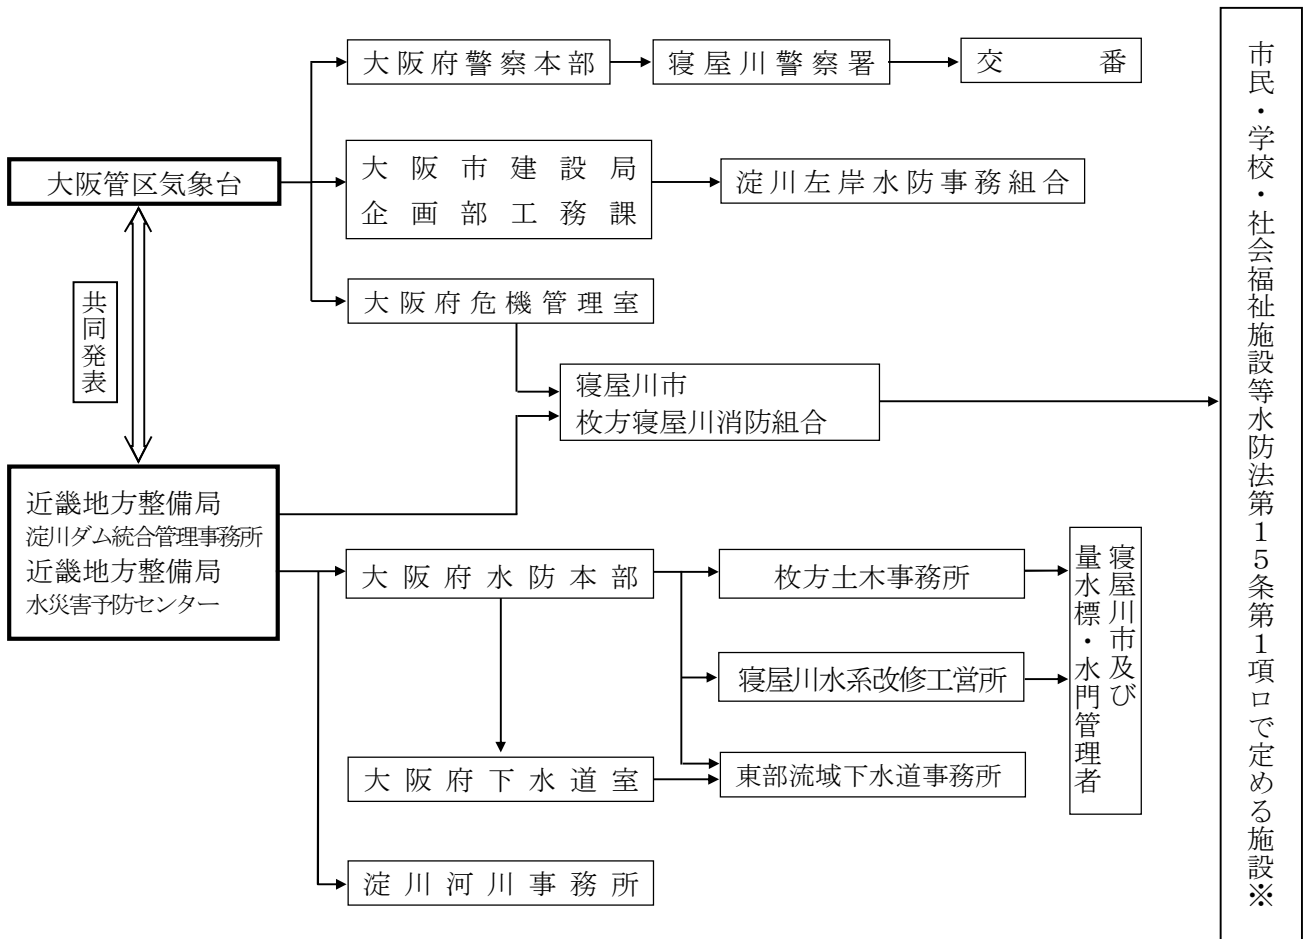 大阪府警察本部
寝屋川警察署
交番
大阪管区気象台
大阪市建設局
企画部工務課
淀川左岸水防事務組合
大阪府危機管理室
共同発表
寝屋川市
枚方寝屋川消防組合
近畿地方整備局
淀川ダム統合管理事務所
近畿地方整備局
水災害予防センター
大阪府水防本部
枚方土木事務所
寝屋川水系改修工営所
大阪府下水道室
東部流域下水道事務所
淀川河川事務所
寝屋川市及び
量水標・水門管理者
市民・学校・社会福祉施設等水防法第15条第1項ロで定める施設※